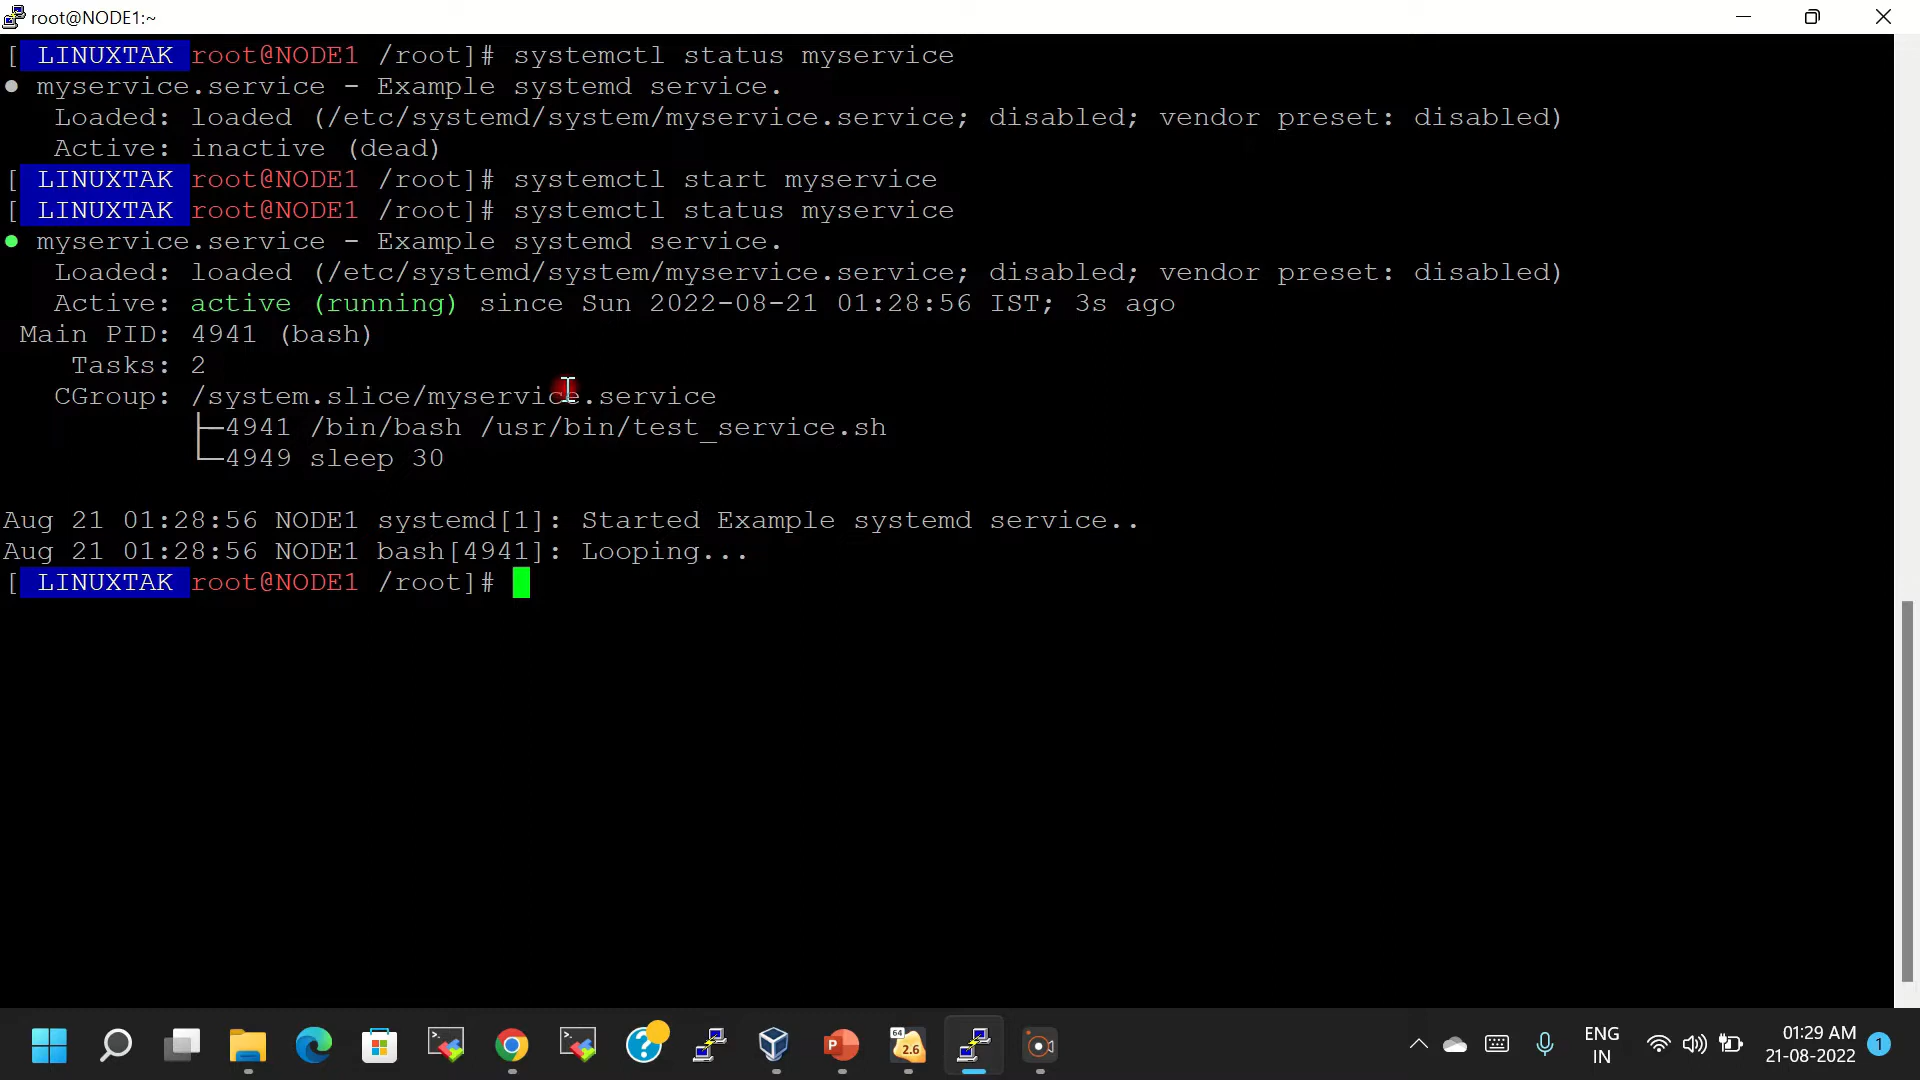 root@NODE1:~
[ LINUXTAK root@NODE1 /root]# systemctl status myservice
● myservice.service - Example systemd service.
   Loaded: loaded (/etc/systemd/system/myservice.service; disabled; vendor preset: disabled)
   Active: inactive (dead)
[ LINUXTAK root@NODE1 /root]# systemctl start myservice
[ LINUXTAK root@NODE1 /root]# systemctl status myservice
● myservice.service - Example systemd service.
   Loaded: loaded (/etc/systemd/system/myservice.service; disabled; vendor preset: disabled)
   Active: active (running) since Sun 2022-08-21 01:28:56 IST; 3s ago
 Main PID: 4941 (bash)
    Tasks: 2
   CGroup: /system.slice/myservice.service
           ├─4941 /bin/bash /usr/bin/test_service.sh
           └─4949 sleep 30
Aug 21 01:28:56 NODE1 systemd[1]: Started Example systemd service..
Aug 21 01:28:56 NODE1 bash[4941]: Looping...
[ LINUXTAK root@NODE1 /root]#
64
2.6
P
?
ENG
IN
01:29 AM
21-08-2022
1